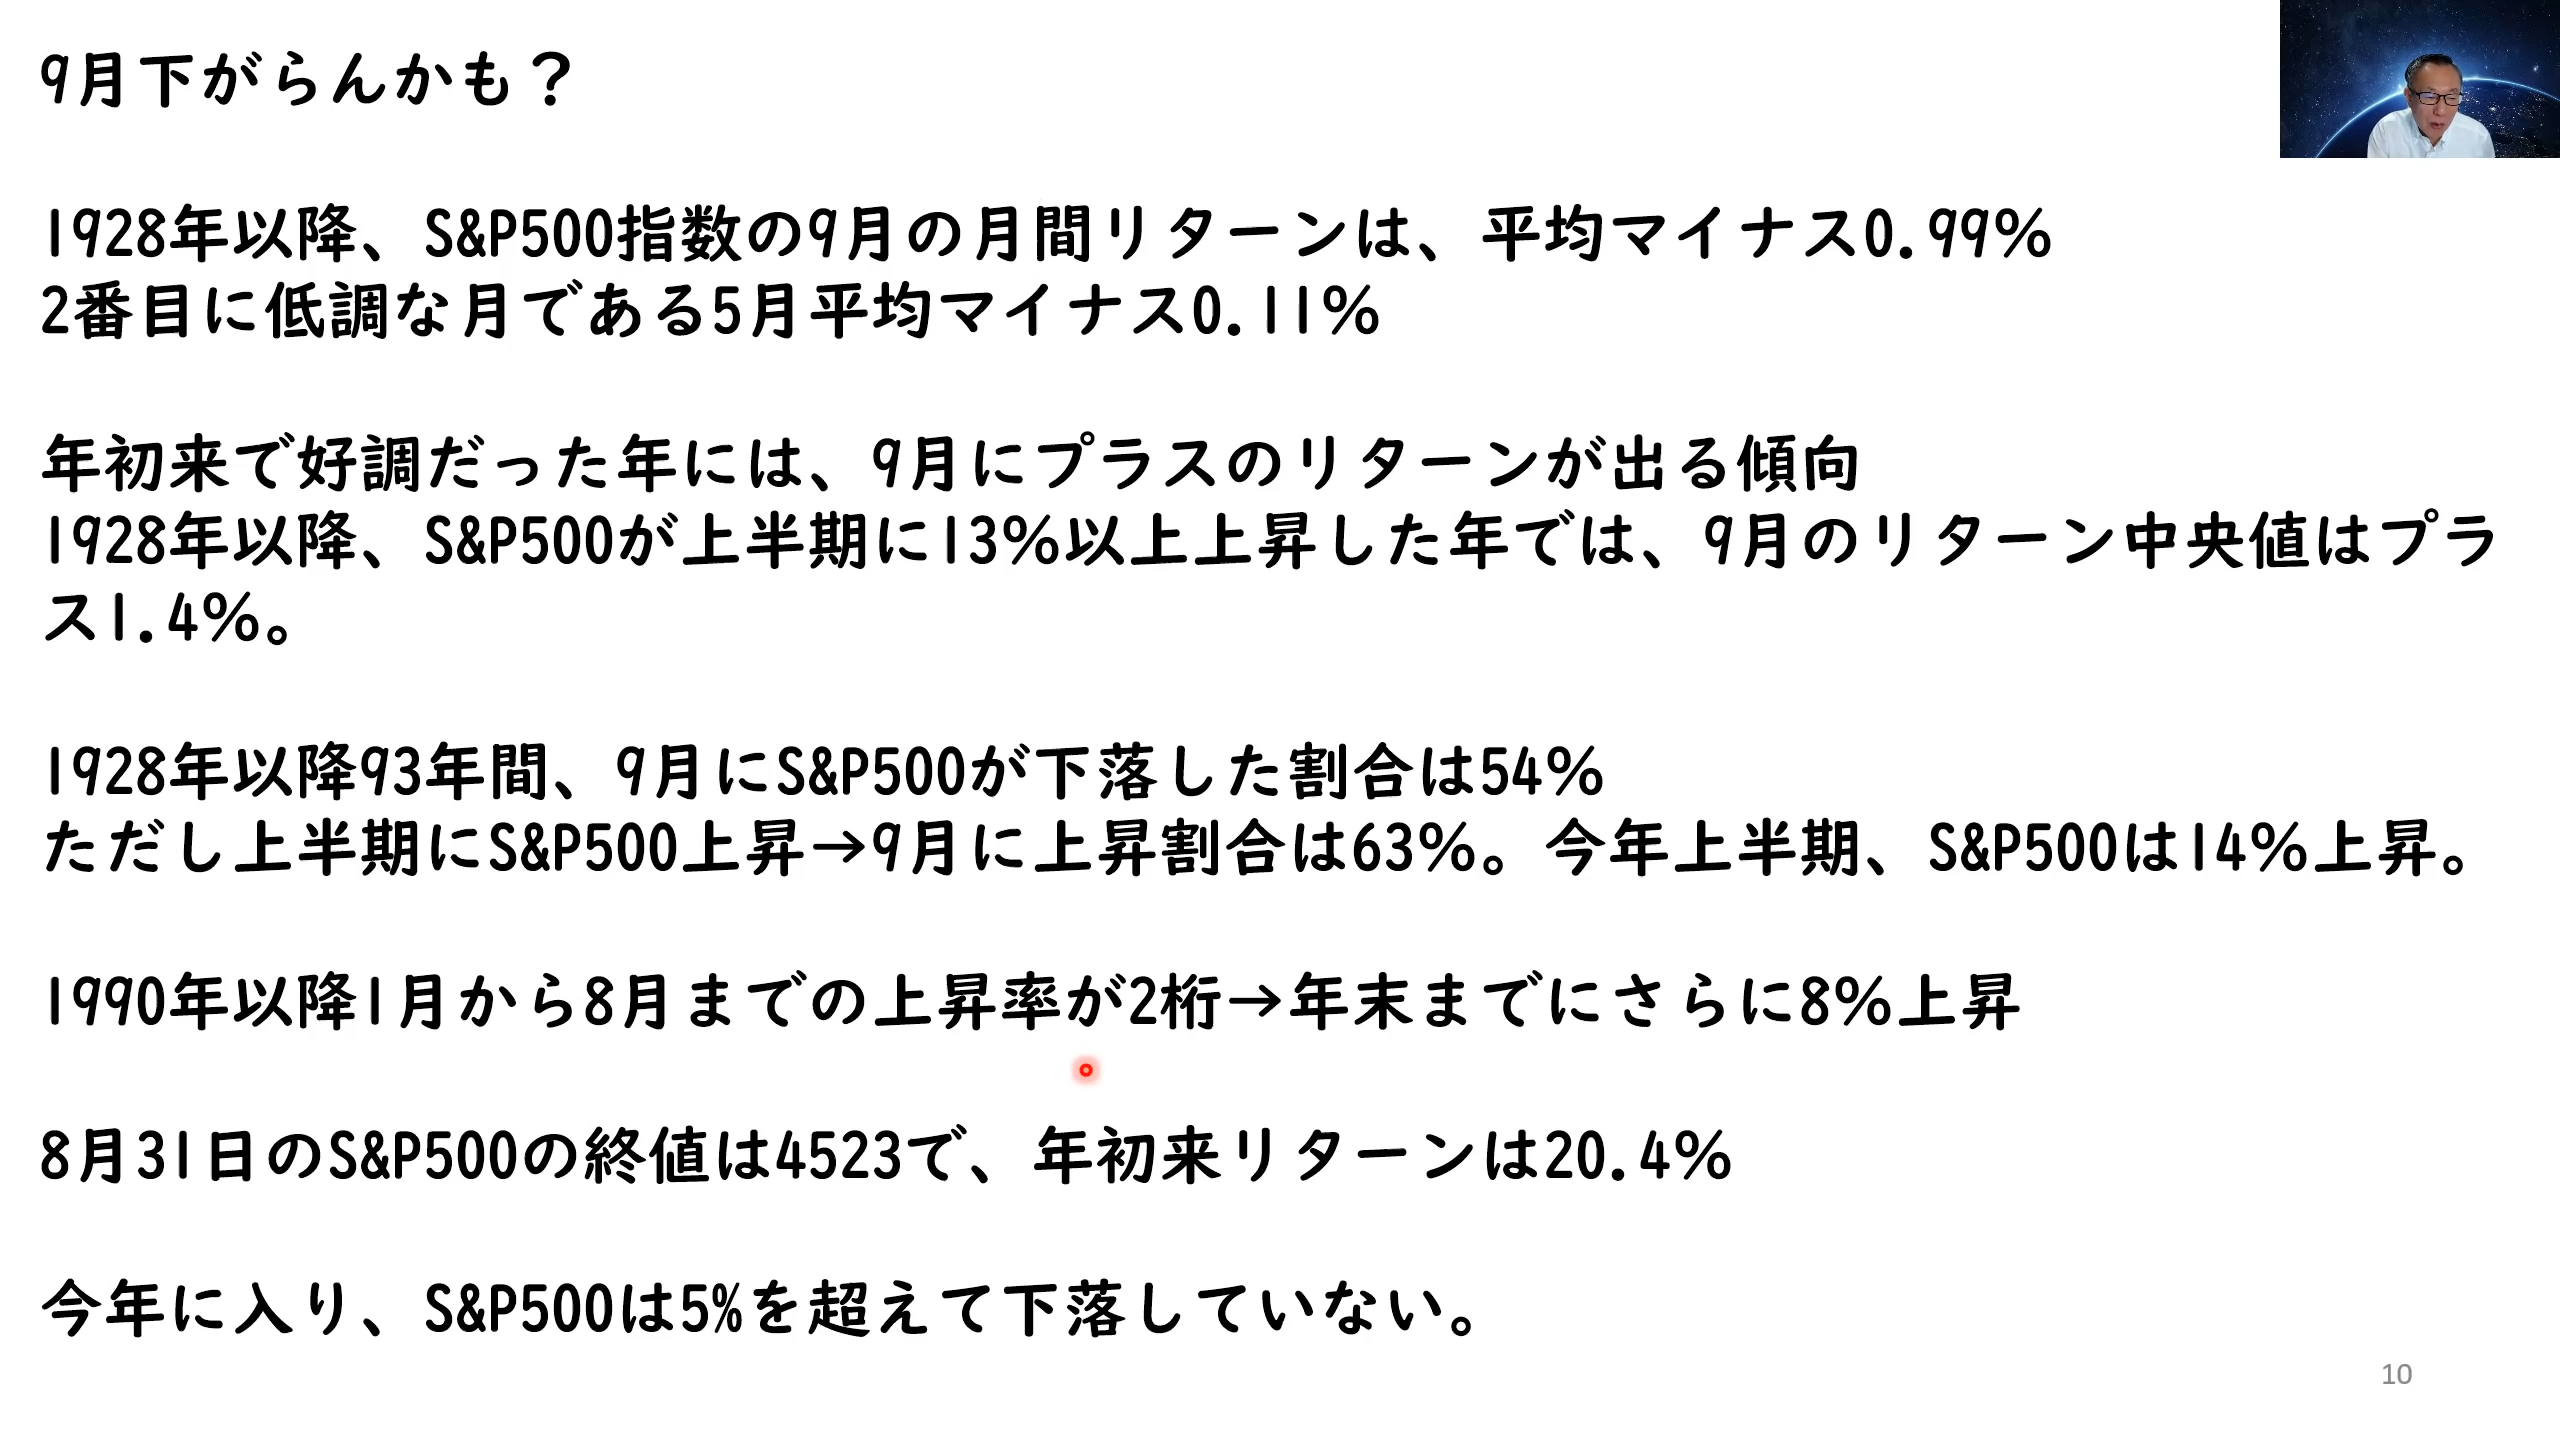 9月下がらんかも？
1928年以降、S&P500指数の9月の月間リターンは、平均マイナス0.99%
2番目に低調な月である5月平均マイナス0.11%
年初来で好調だった年には、9月にプラスのリターンが出る傾向
1928年以降、S&P500が上半期に13%以上上昇した年では、9月のリターン中央値はプラ
ス1.4%。
1928年以降93年間、9月にS&P500が下落した割合は54%
ただし上半期にS&P500上昇→9月に上昇割合は63%。今年上半期、S&P500は14%上昇。
1990年以降1月から8月までの上昇率が2桁→年末までにさらに8%上昇
8月31日のS&P500の終値は4523で、年初来リターンは20.4%
今年に入り、S&P500は5%を超えて下落していない。
10